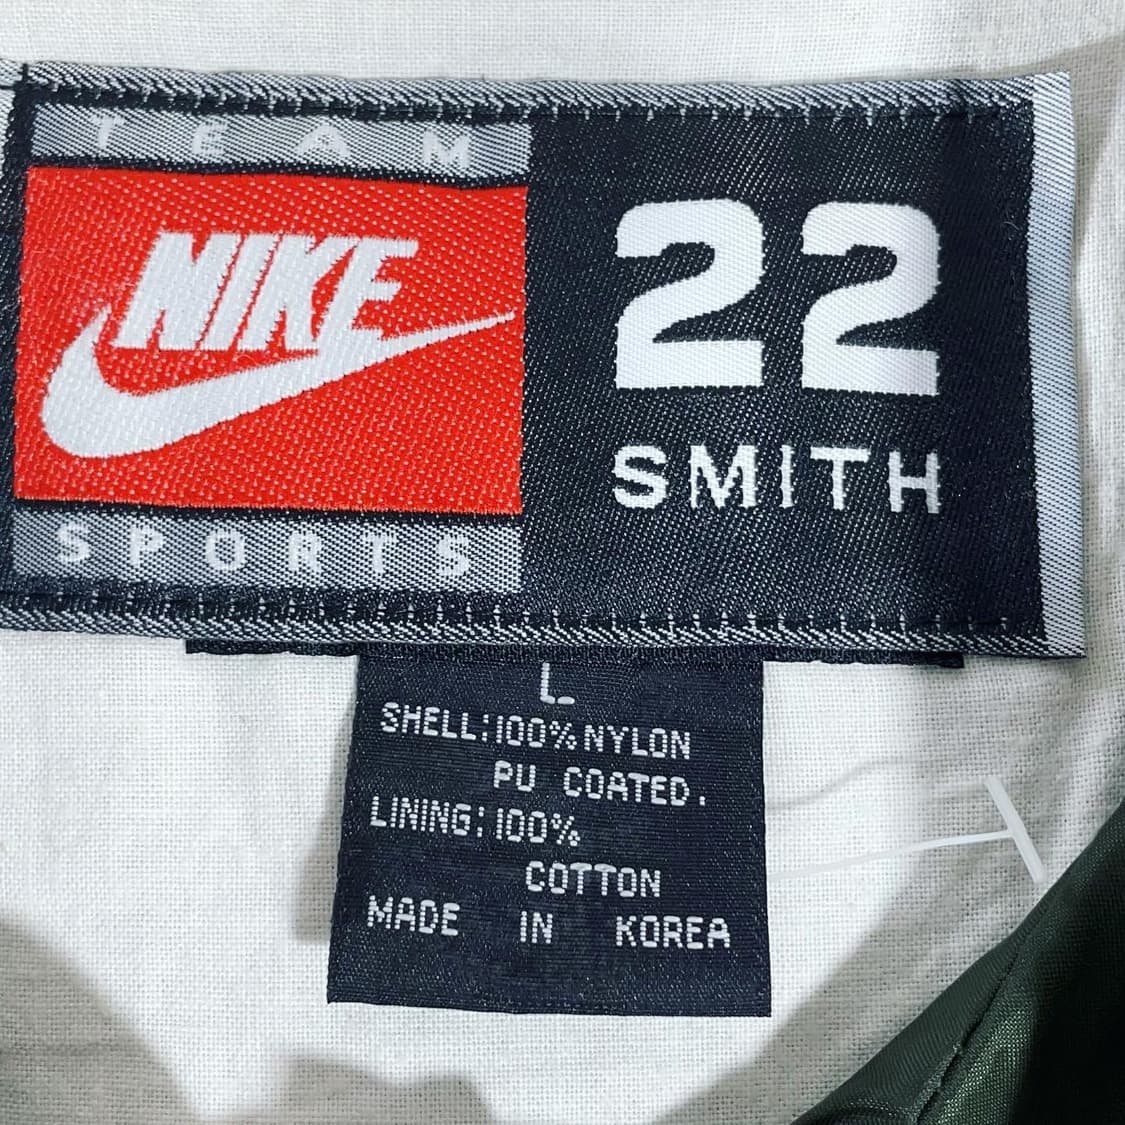 TEAM
NIKE
SPORTS
22
SMITH
L
SHELL:100%NYLON
PU COATED.
LINING:100%
COTTON
MADE IN KOREA